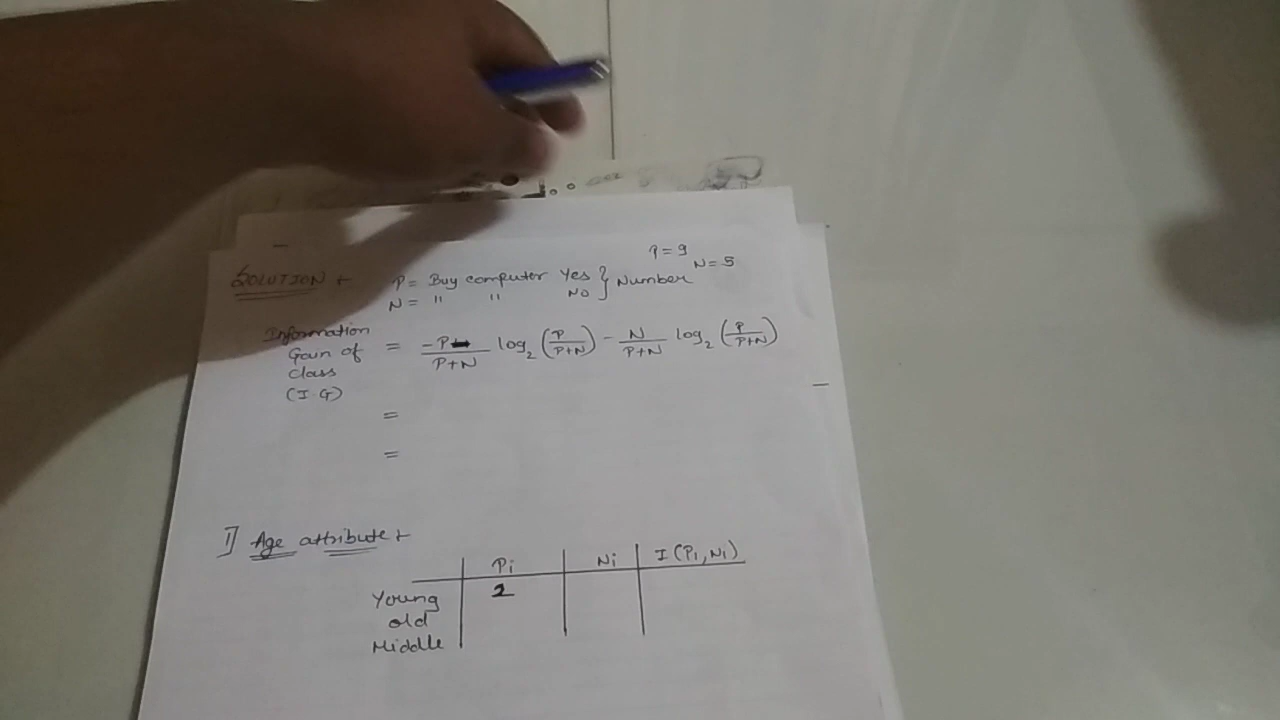 P = 9
N = 5
SOLUTION :- P = Buy computer Yes } Number
N = " " No
Information Gain of class (I.G) = -P/P+N log2 (P/P+N) - N/P+N log2 (P/P+N)
=
=
1] Age attribute :-
Pi Ni I(Pi,Ni)
Young 2
old
Middle